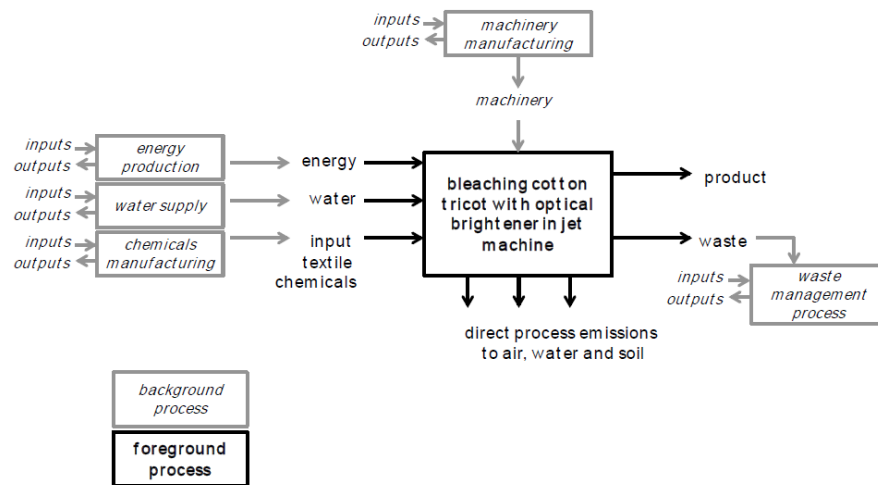 inputs
outputs
machinery
manufacturing
machinery
inputs
outputs
energy
production
energy
inputs
outputs
water supply
water
inputs
outputs
chemicals
manufacturing
input
textile
chemicals
bleaching cotton
tricot with optical
brightener in jet
machine
product
waste
inputs
outputs
waste
management
process
direct process emissions
to air, water and soil
background
process
foreground
process